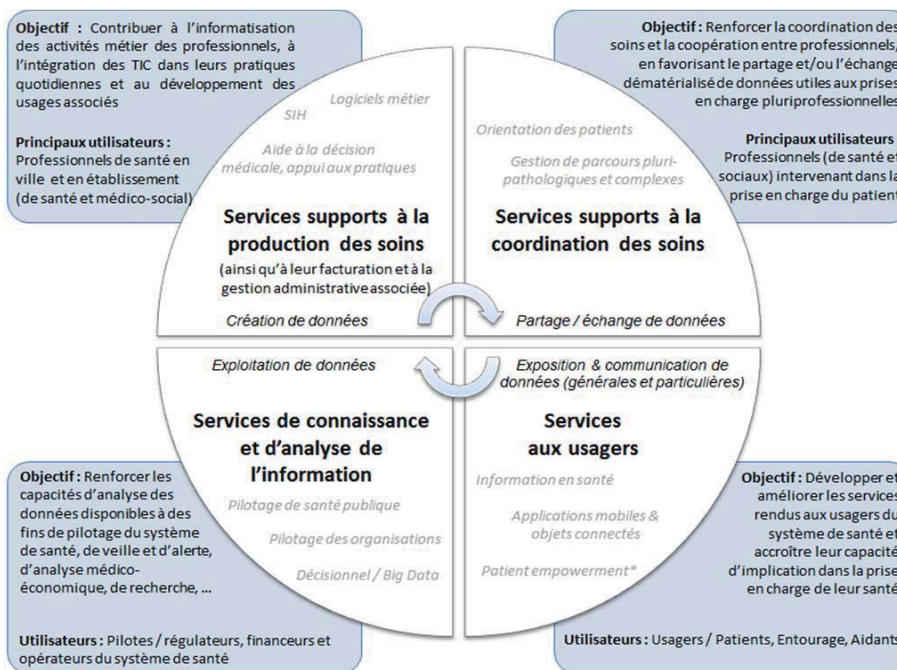 Objectif : Contribuer à l'informatisation
des activités métier des professionnels, à
l'intégration des TIC dans leurs pratiques
quotidiennes et au développement des
usages associés
Principaux utilisateurs :
Professionnels de santé en
ville et en établissement
(de santé et médico-social)
Logiciels métier
SIH
Aide à la décision
médicale, appui aux pratiques
Services supports à la
production des soins
(ainsi qu'à leur facturation et à la
gestion administrative associée)
Création de données
Objectif : Renforcer la coordination des
soins et la coopération entre professionnels,
en favorisant le partage et/ou l'échange
dématérialisé de données utiles aux prises
en charge pluriprofessionnelles
Principaux utilisateurs
Professionnels (de santé et
sociaux) intervenant dans la
prise en charge du patient
Orientation des patients
Gestion de parcours pluri-
pathologiques et complexes
Services supports à la
coordination des soins
Partage / échange de données
Exploitation de données
Services de connaissance
et d'analyse de
l'information
Pilotage de santé publique
Pilotage des organisations
Décisionnel / Big Data
Objectif : Renforcer les
capacités d'analyse des
données disponibles à des
fins de pilotage du système
de santé, de veille et d'alerte,
d'analyse médico-
économique, de recherche, ...
Utilisateurs : Pilotes / régulateurs, financeurs et
opérateurs du système de santé
Exposition & communication de
données (générales et particulières)
Services
aux usagers
Information en santé
Applications mobiles &
objets connectés
Patient empowerment*
Objectif : Développer et
améliorer les services
rendus aux usagers du
système de santé et
accroître leur capacité
d'implication dans la prise
en charge de leur santé
Utilisateurs : Usagers / Patients, Entourage, Aidants